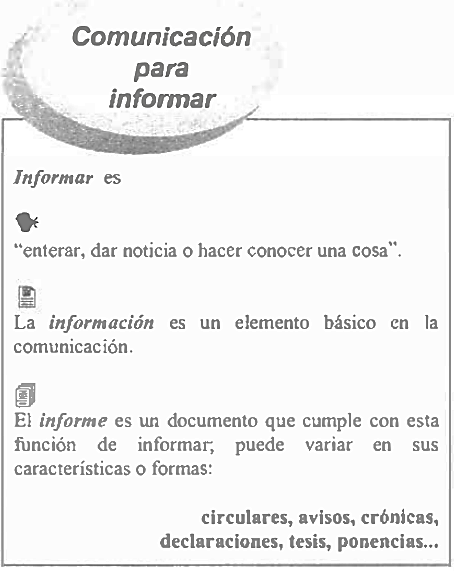 Comunicación
para
informar
Informar es
“enterar, dar noticia o hacer conocer una cosa”.
La información es un elemento básico en la
comunicación.
El informe es un documento que cumple con esta
función de informar; puede variar en sus
características o formas:
circulares, avisos, crónicas,
declaraciones, tesis, ponencias...